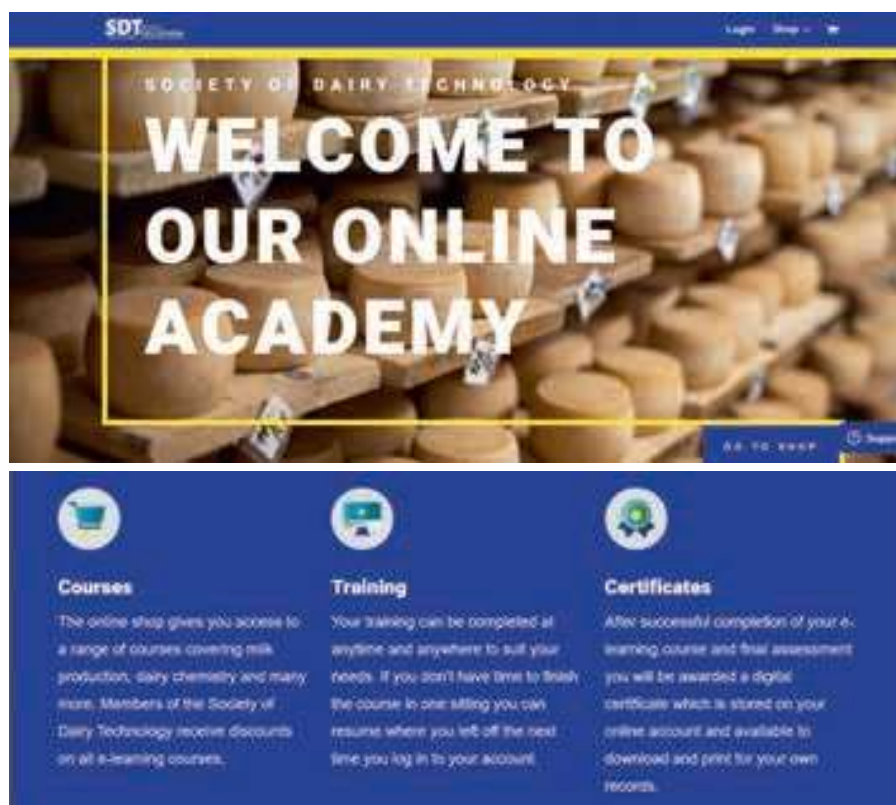 SDT
Login Shop
SOCIETY OF DAIRY TECHNOLOGY
WELCOME TO
OUR ONLINE
ACADEMY
GO TO SHOP
Courses
The online shop gives you access to
a range of courses covering milk
production, dairy chemistry and many
more. Members of the Society of
Dairy Technology receive discounts
on all e-learning courses.
Training
Your training can be completed at
anytime and anywhere to suit your
needs. If you don't have time to finish
the course in one sitting you can
resume where you left off the next
time you log in to your account
Certificates
After successful completion of your e-
learning course and final assessment
you will be awarded a digital
certificate which is stored on your
online account and available to
download and print for your own
records.